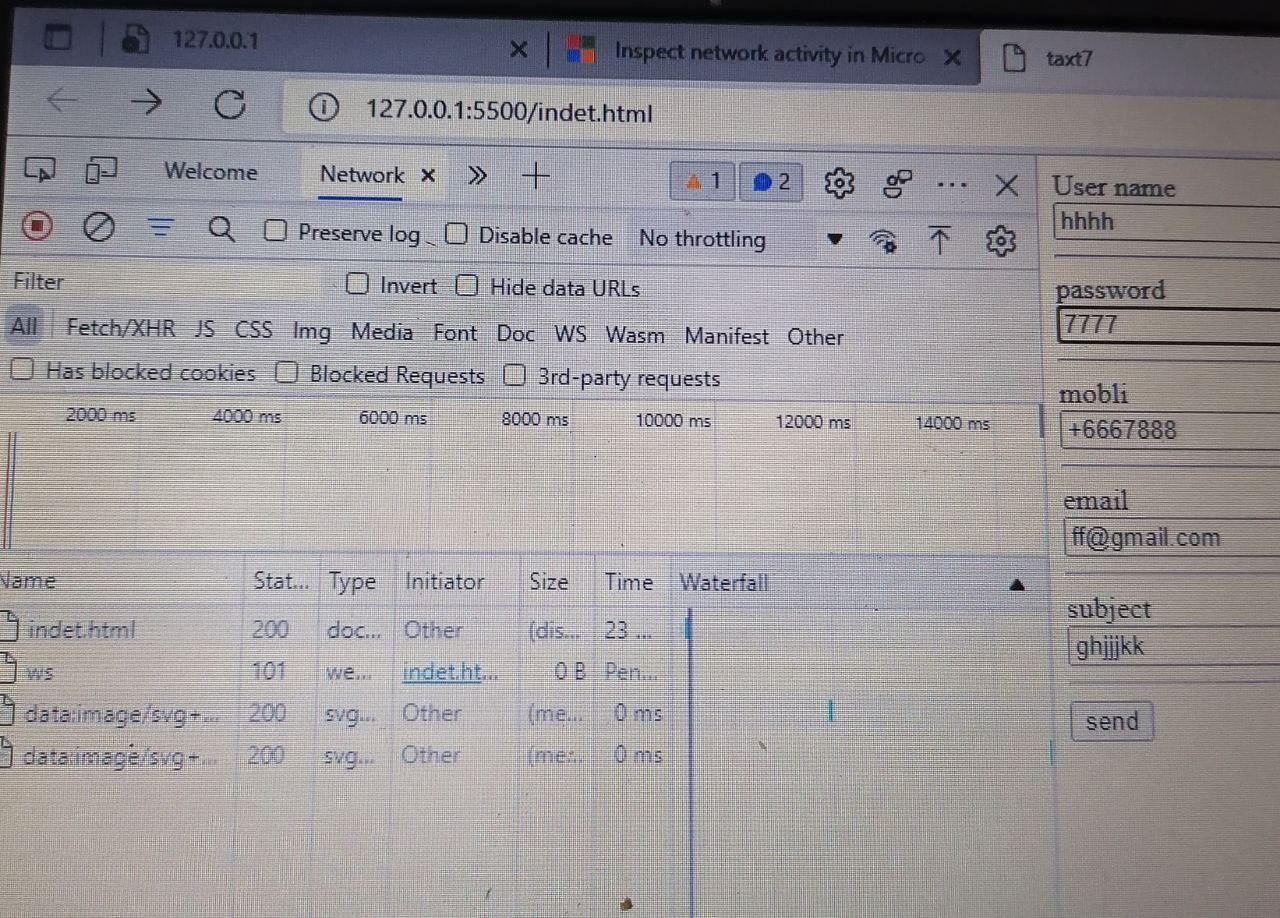 127.0.0.1
Inspect network activity in Micro
taxt7
127.0.0.1:5500/indet.html
Welcome
Network
1
2
Preserve log
Disable cache
No throttling
Filter
Invert
Hide data URLs
All Fetch/XHR JS CSS Img Media Font Doc WS Wasm Manifest Other
Has blocked cookies
Blocked Requests
3rd-party requests
2000 ms 4000 ms 6000 ms 8000 ms 10000 ms 12000 ms 14000 ms
Name Stat... Type Initiator Size Time Waterfall
indet.html 200 doc... Other (dis... 23 ...
ws 101 we... indet.ht... 0 B Pen...
data:image/svg+... 200 svg... Other (me... 0 ms
data:image/svg+... 200 svg... Other (me... 0 ms
User name
hhhh
password
7777
mobli
+6667888
email
ff@gmail.com
subject
ghjjjkk
send